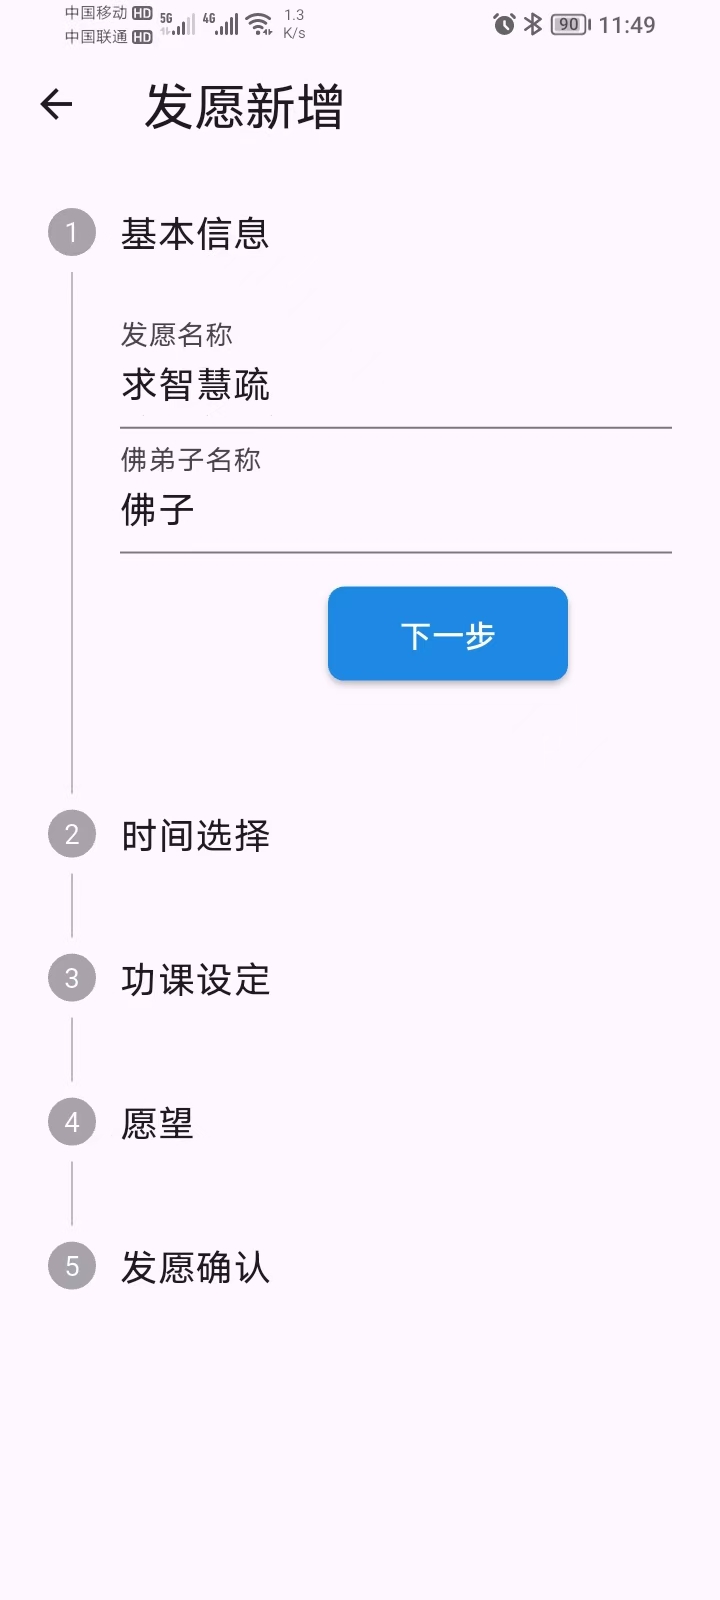 中国移动 HD 5G 4G 1.3 K/s 90 11:49
中国联通 HD
发愿新增
1 基本信息
发愿名称
求智慧疏
佛弟子名称
佛子
下一步
2 时间选择
3 功课设定
4 愿望
5 发愿确认